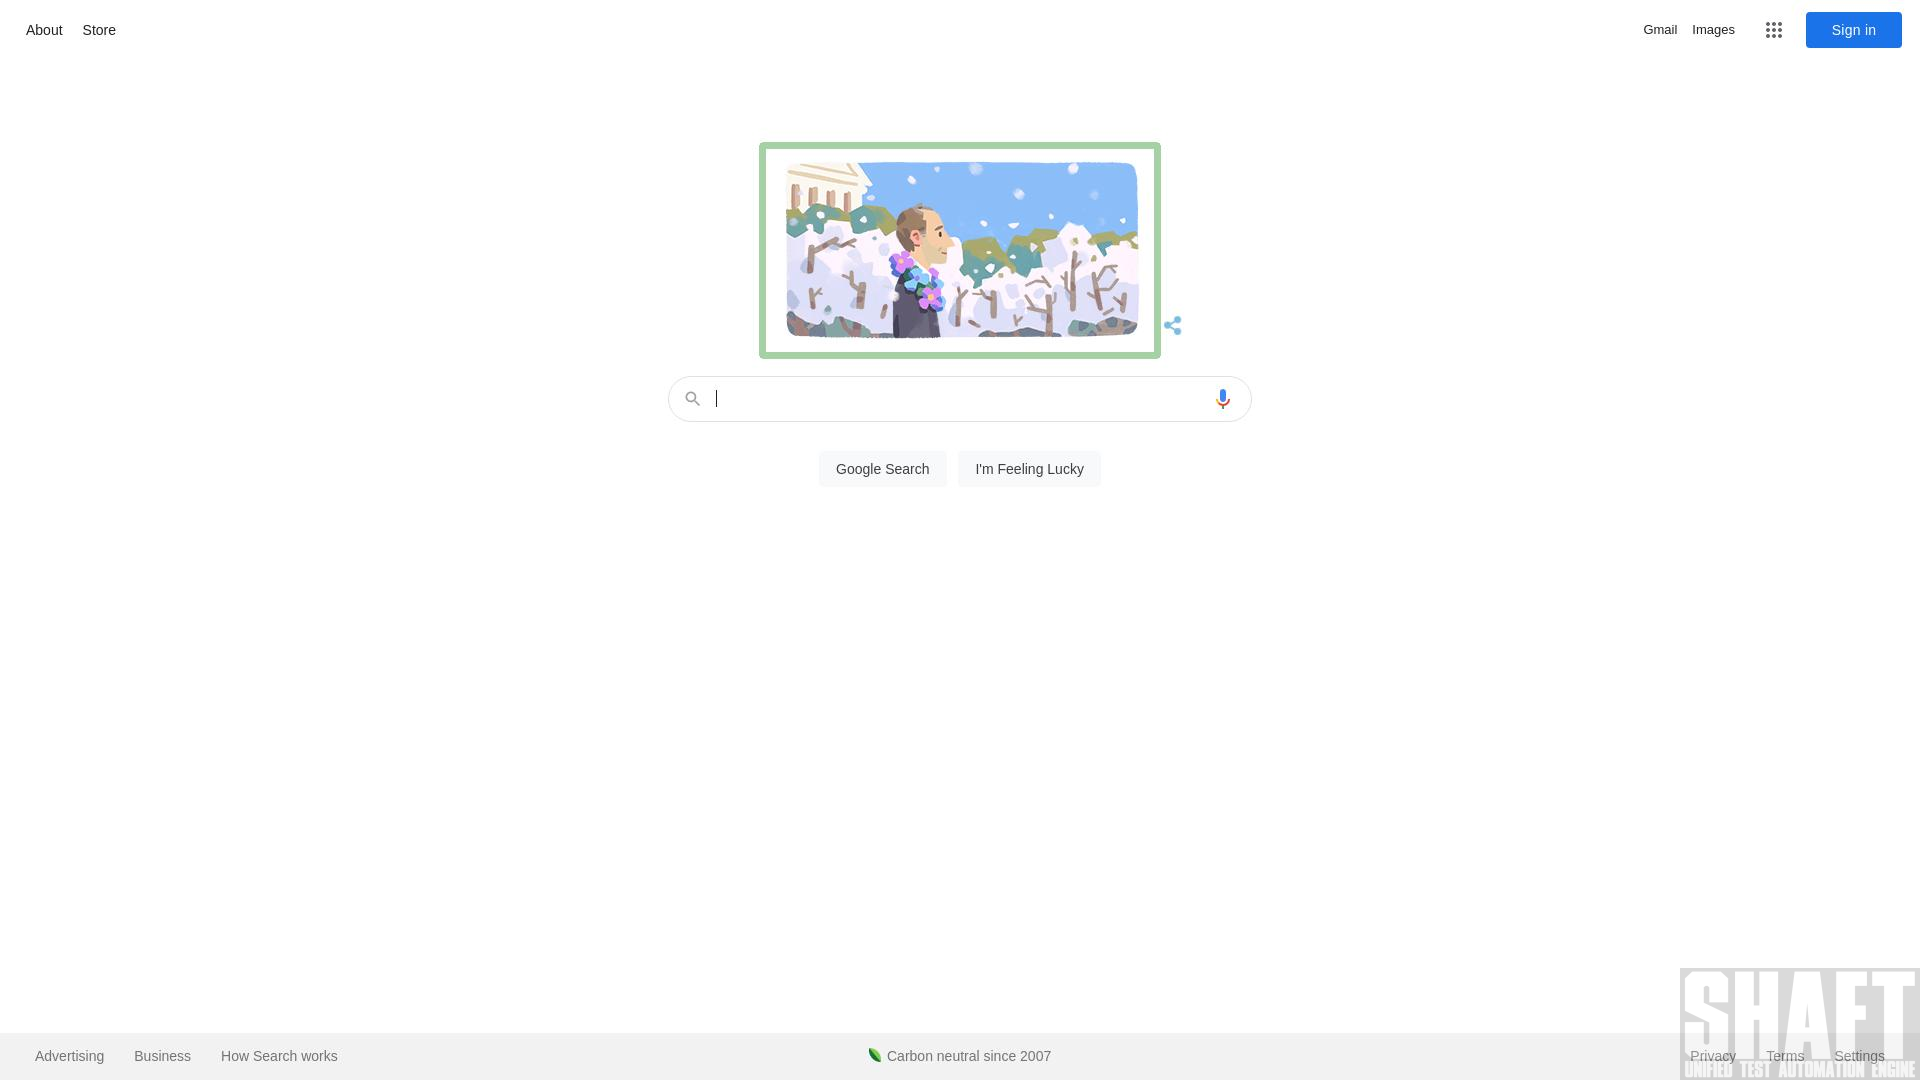 About Store
Gmail Images
Sign in
Google Search
I'm Feeling Lucky
Advertising Business How Search works
Carbon neutral since 2007
Privacy Terms Settings
SHAFT
UNIFIED TEST AUTOMATION ENGINE